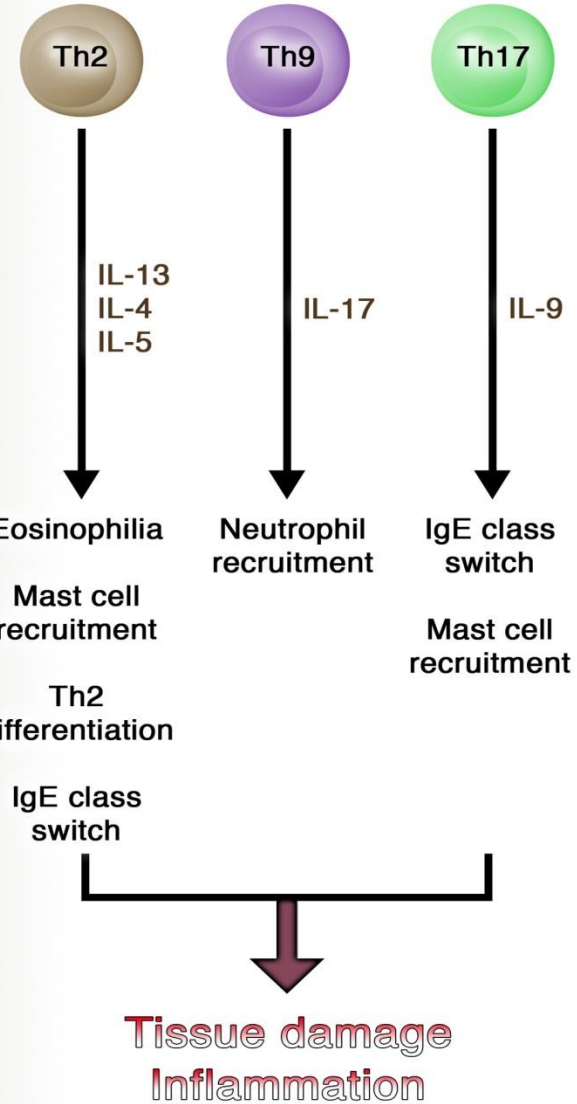 Th2
Th9
Th17
IL-13
IL-4
IL-5
IL-17
IL-9
Eosinophilia
Mast cell
recruitment
Th2
differentiation
IgE class
switch
Neutrophil
recruitment
IgE class
switch
Mast cell
recruitment
Tissue damage
Inflammation